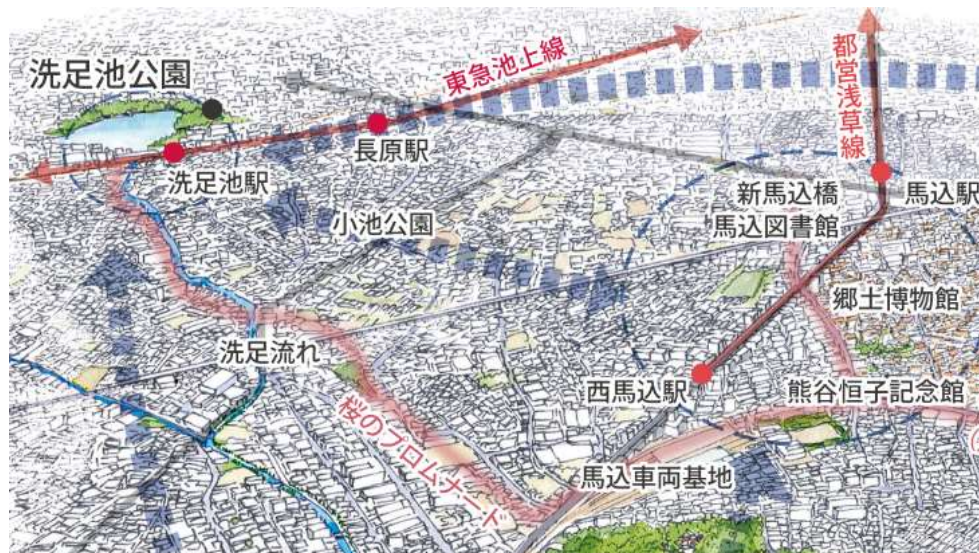 洗足池公園
東急池上線
都営浅草線
長原駅
洗足池駅
新馬込橋
馬込図書館
馬込駅
小池公園
郷土博物館
洗足流れ
西馬込駅
熊谷恒子記念館
桜のプロムナード
馬込車両基地